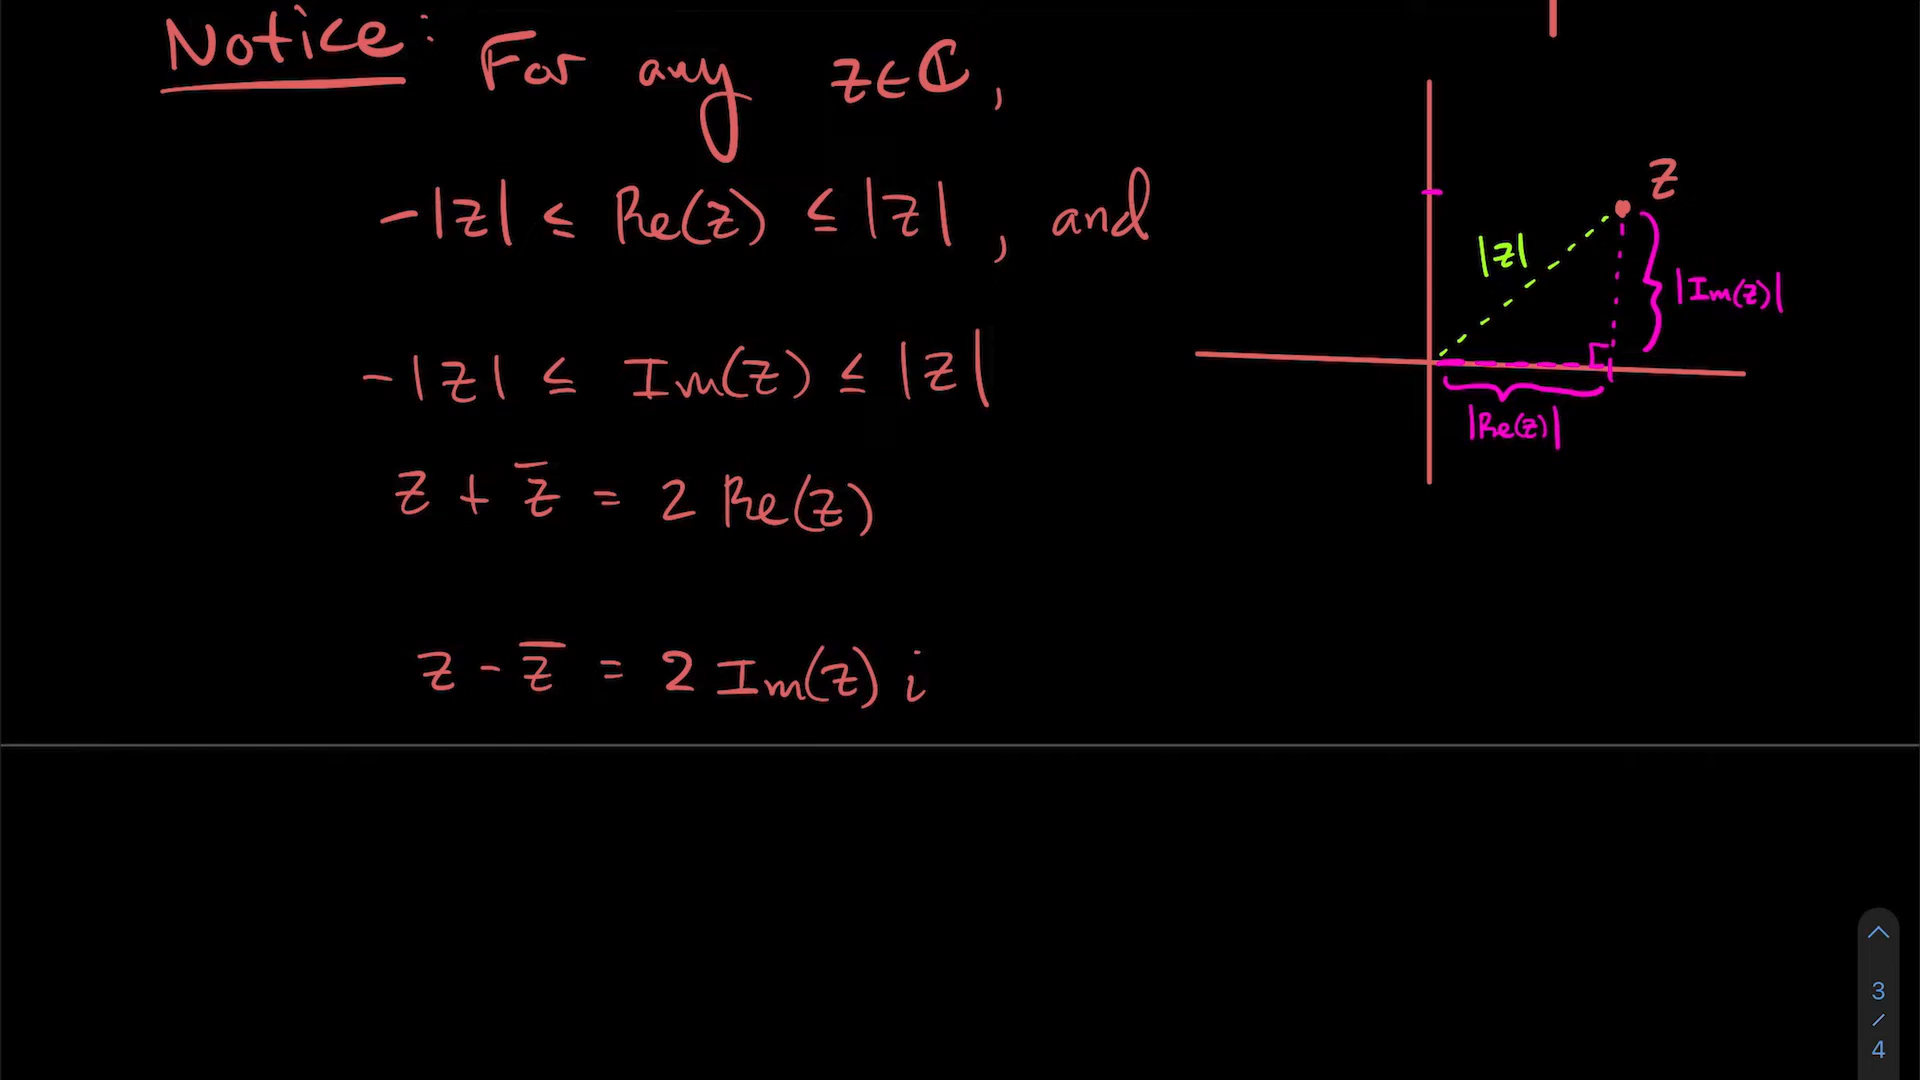 Notice: For any z∈ℂ,
-|z| ≤ Re(z) ≤ |z|, and
-|z| ≤ Im(z) ≤ |z|
z + z̅ = 2 Re(z)
z - z̅ = 2 Im(z) i
z
|z|
|Im(z)|
|Re(z)|
3
/
4